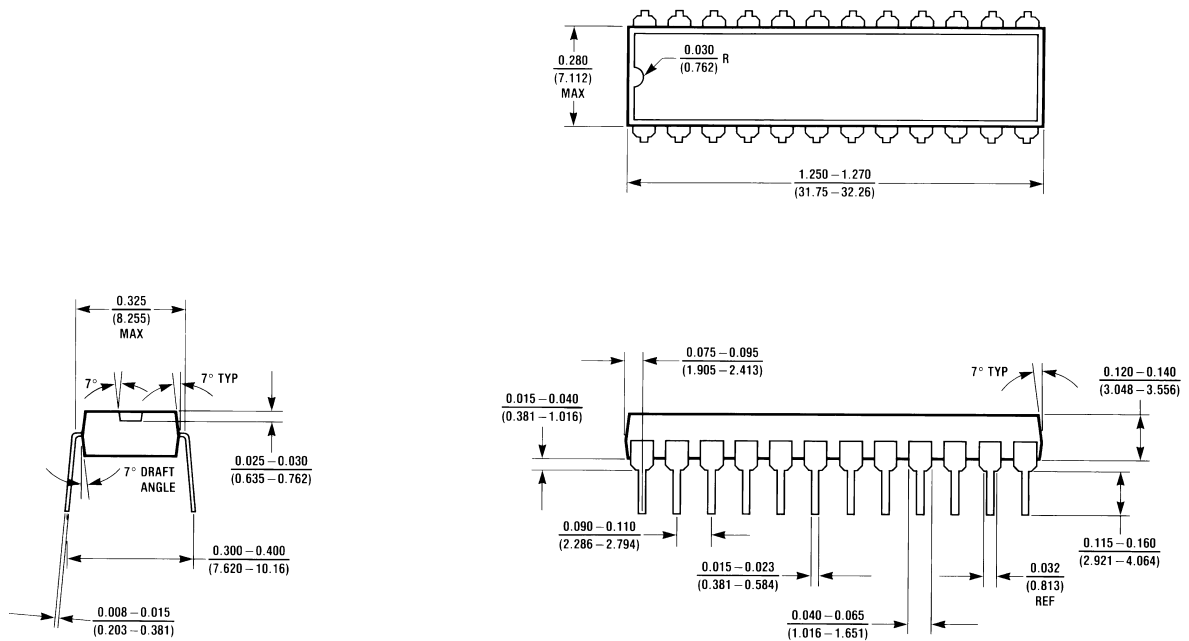 0.280
(7.112)
MAX
0.030
(0.762)
R
1.250 – 1.270
(31.75 – 32.26)
0.325
(8.255)
MAX
7°
7° TYP
0.025 – 0.030
(0.635 – 0.762)
7° DRAFT
ANGLE
0.300 – 0.400
(7.620 – 10.16)
0.008 – 0.015
(0.203 – 0.381)
0.075 – 0.095
(1.905 – 2.413)
0.015 – 0.040
(0.381 – 1.016)
7° TYP
0.120 – 0.140
(3.048 – 3.556)
0.090 – 0.110
(2.286 – 2.794)
0.015 – 0.023
(0.381 – 0.584)
0.040 – 0.065
(1.016 – 1.651)
0.032
(0.813)
REF
0.115 – 0.160
(2.921 – 4.064)